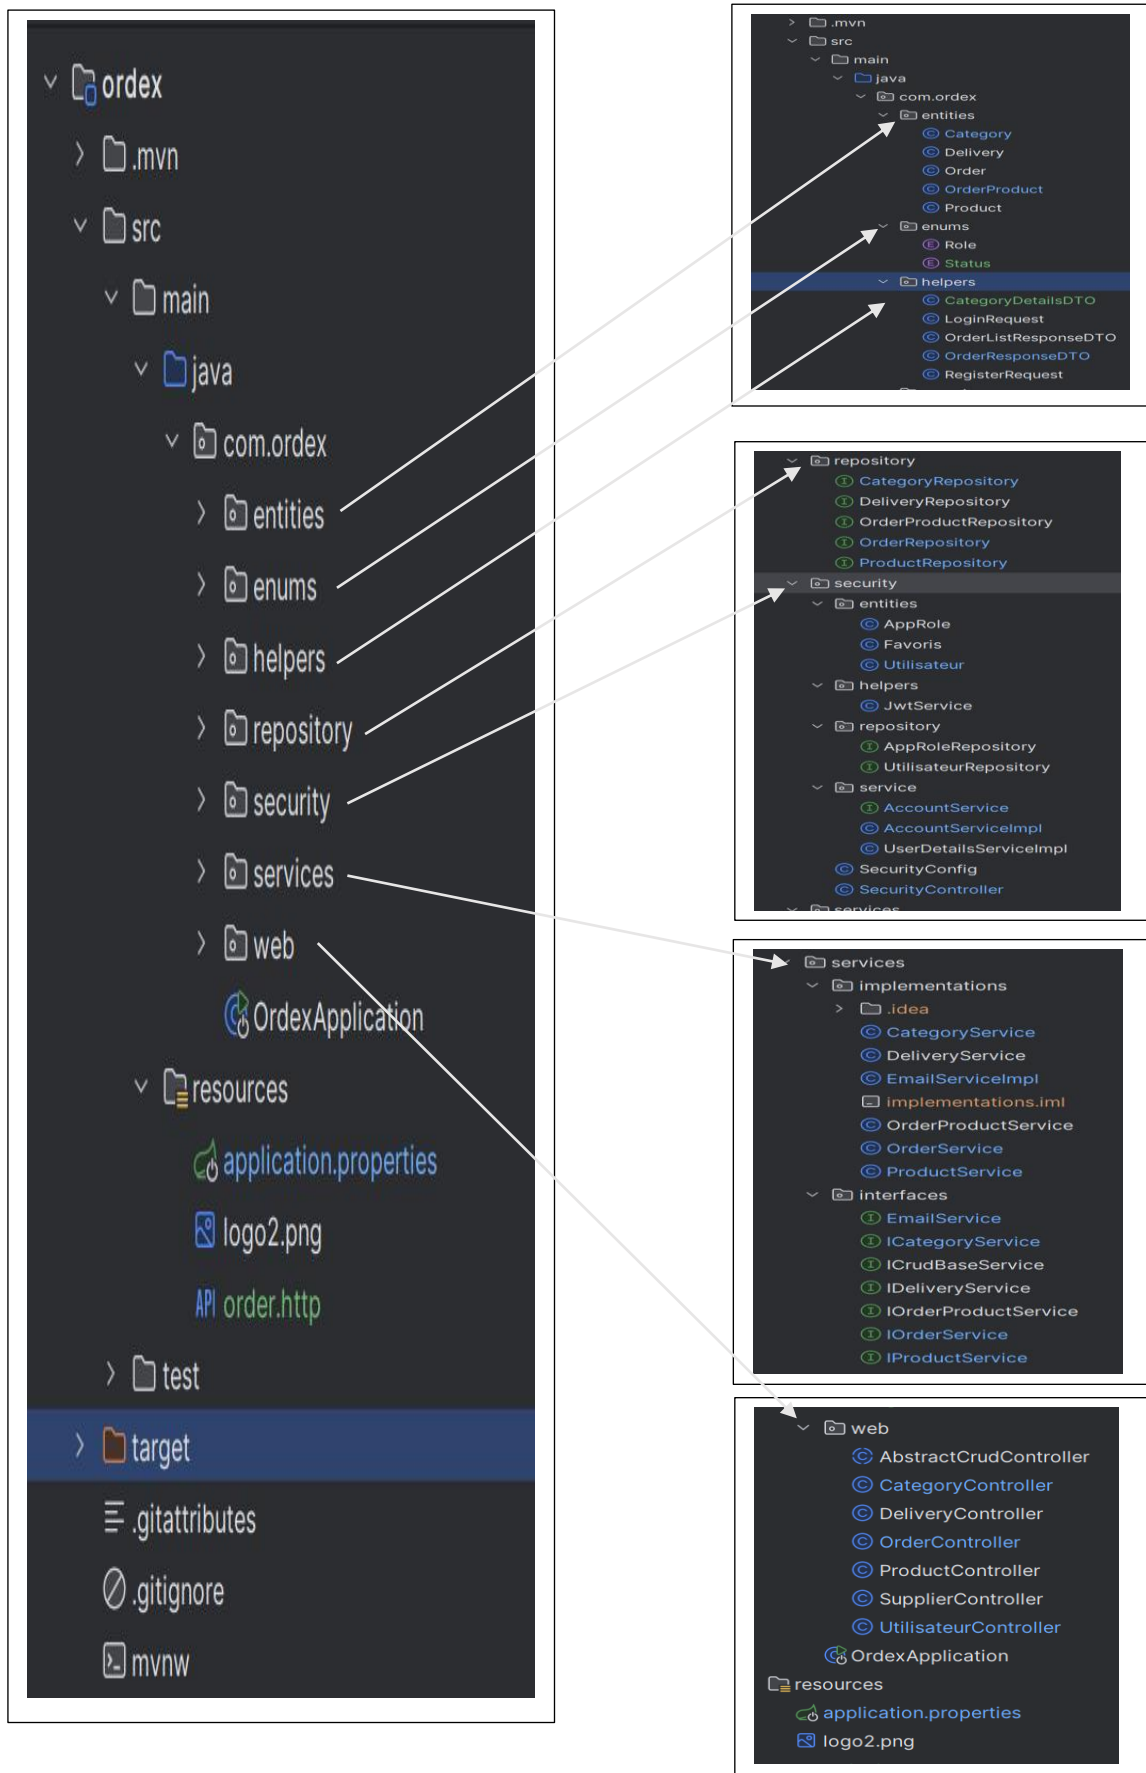 ordex
.mvn
src
main
java
com.ordex
entities
enums
helpers
repository
security
services
web
OrdexApplication
resources
application.properties
logo2.png
API order.http
test
target
.gitattributes
.gitignore
mvnw
.mvn
src
main
java
com.ordex
entities
Category
Delivery
Order
OrderProduct
Product
enums
Role
Status
helpers
CategoryDetailsDTO
LoginRequest
OrderListResponseDTO
OrderResponseDTO
RegisterRequest
repository
CategoryRepository
DeliveryRepository
OrderProductRepository
OrderRepository
ProductRepository
security
entities
AppRole
Favoris
Utilisateur
helpers
JwtService
repository
AppRoleRepository
UtilisateurRepository
service
AccountService
AccountServiceImpl
UserDetailsServiceImpl
SecurityConfig
SecurityController
services
services
implementations
.idea
CategoryService
DeliveryService
EmailServiceImpl
implementations.iml
OrderProductService
OrderService
ProductService
interfaces
EmailService
ICategoryService
ICrudBaseService
IDeliveryService
IOrderProductService
IOrderService
IProductService
web
AbstractCrudController
CategoryController
DeliveryController
OrderController
ProductController
SupplierController
UtilisateurController
OrdexApplication
resources
application.properties
logo2.png